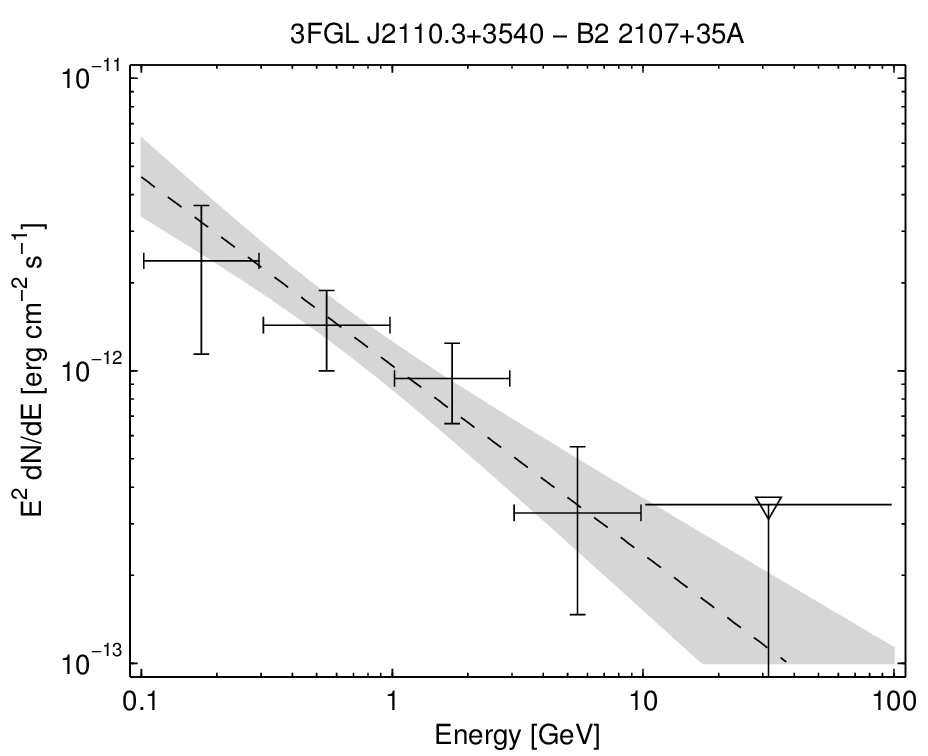 3FGL J2110.3+3540 − B2 2107+35A
10⁻¹¹
10⁻¹²
10⁻¹³
E² dN/dE [erg cm⁻² s⁻¹]
0.1 1 10 100
Energy [GeV]